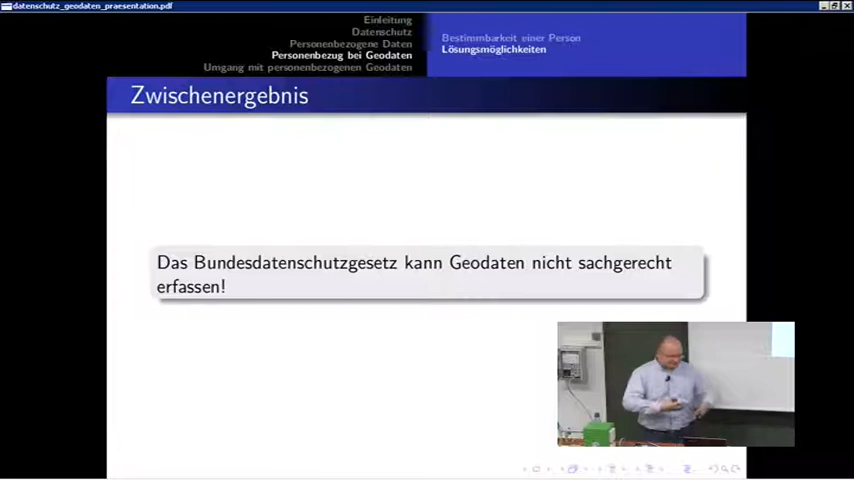 datenschutz_geodaten_praesentation.pdf
Einleitung
Datenschutz
Personenbezogene Daten
Personenbezug bei Geodaten
Umgang mit personenbezogenen Geodaten
Bestimmbarkeit einer Person
Lösungsmöglichkeiten
Zwischenergebnis
Das Bundesdatenschutzgesetz kann Geodaten nicht sachgerecht
erfassen!